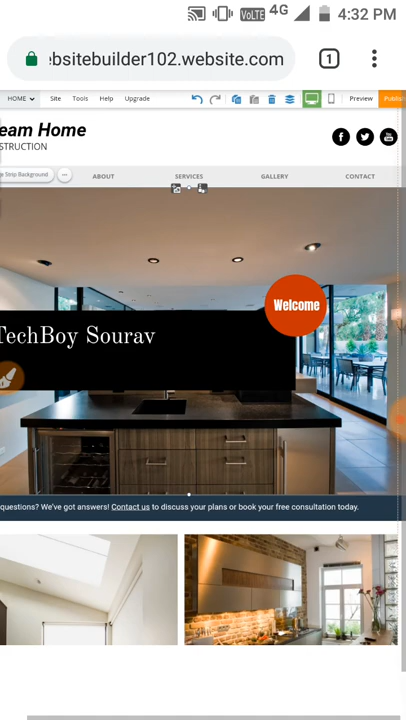 VoLTE 4G 4:32 PM
ebsitebuilder102.website.com 1
HOME Site Tools Help Upgrade Preview Publis
eam Home
STRUCTION
f You Tube
e Strip Background ...
ABOUT SERVICES GALLERY CONTACT
Welcome
TechBoy Sourav
questions? We've got answers! Contact us to discuss your plans or book your free consultation today.